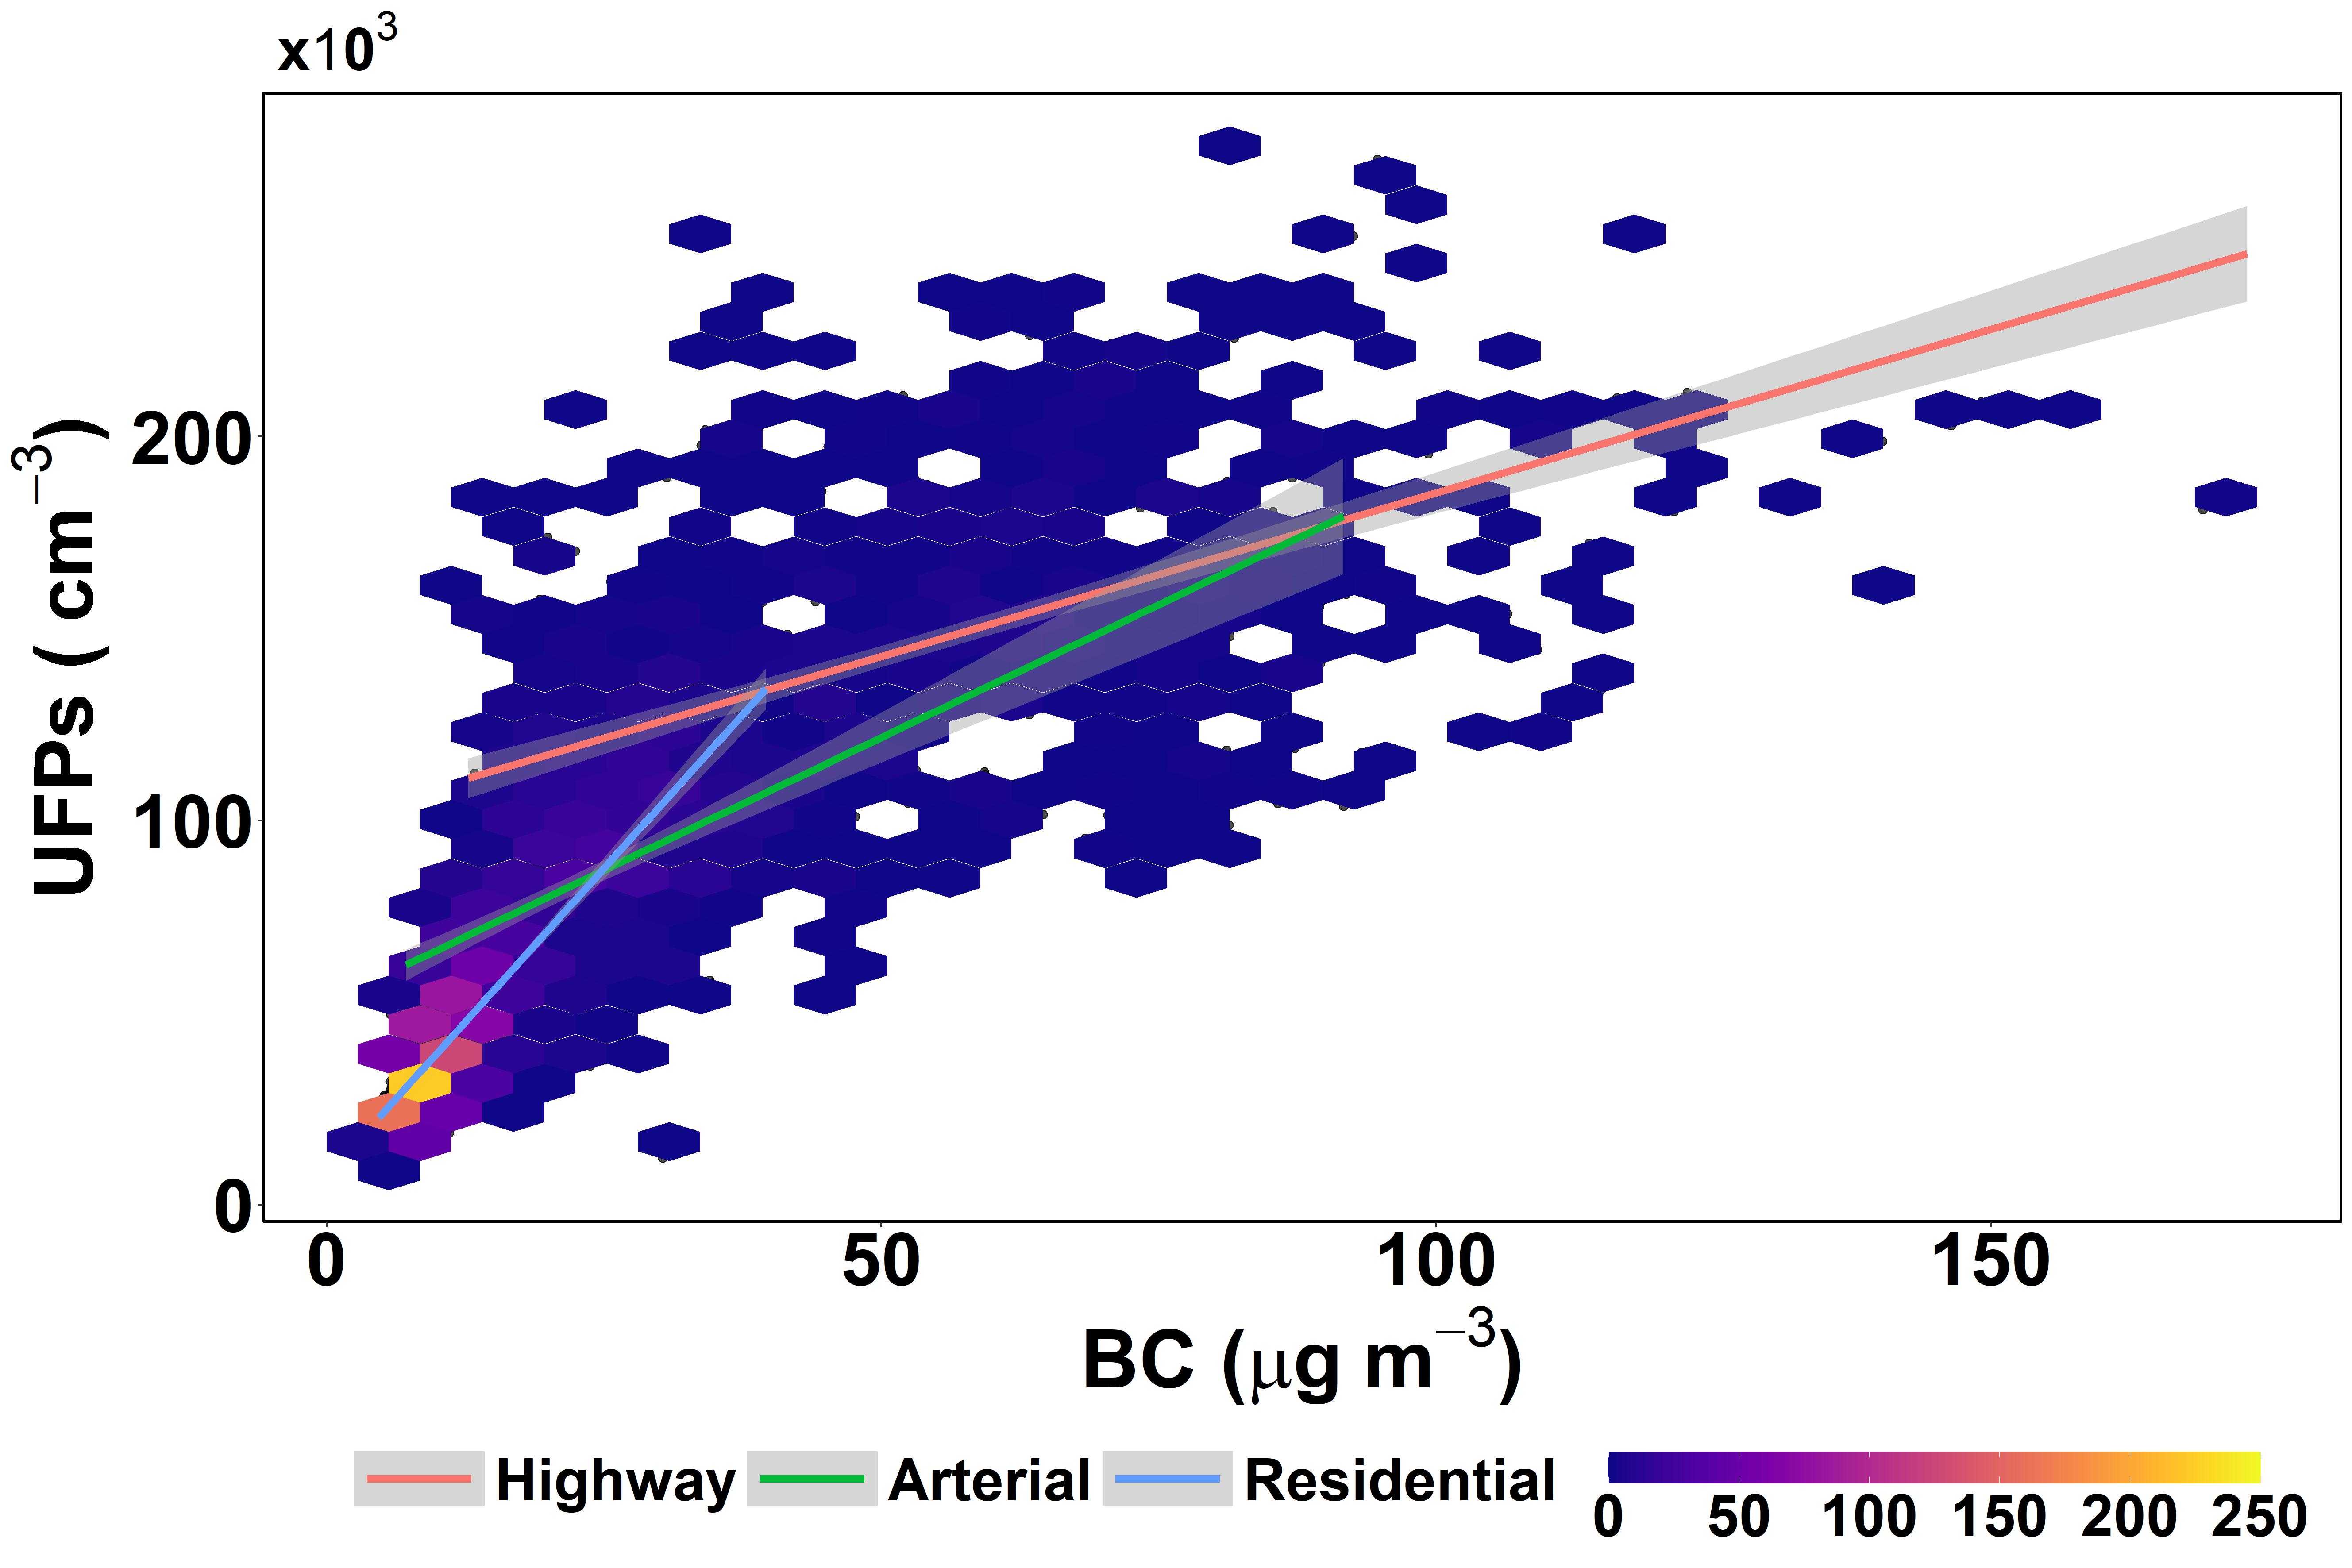 x10³
UFPs ( cm⁻³)
200
100
0
0 50 100 150
BC (μg m⁻³)
Highway Arterial Residential
0 50 100 150 200 250